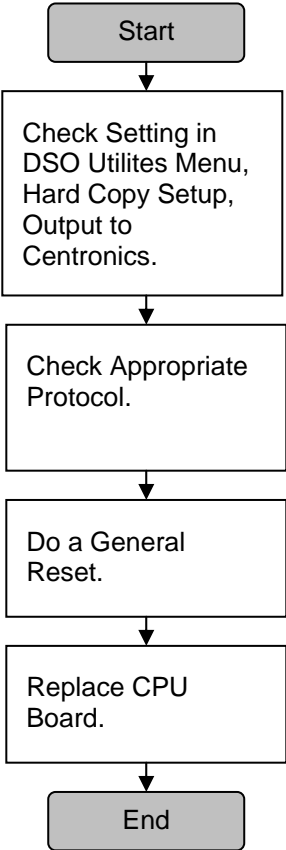 Start
Check Setting in
DSO Utilites Menu,
Hard Copy Setup,
Output to
Centronics.
Check Appropriate
Protocol.
Do a General
Reset.
Replace CPU
Board.
End